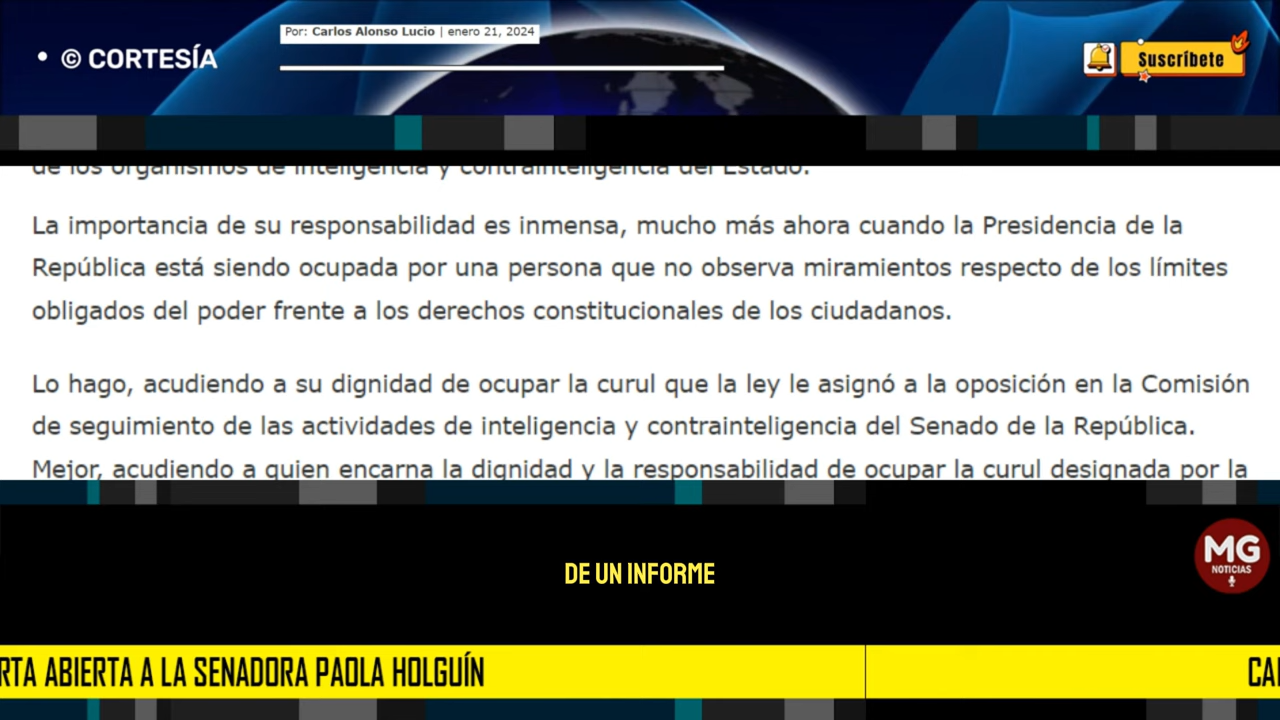 Por: Carlos Alonso Lucio | enero 21, 2024
• © CORTESÍA
Suscríbete
de los organismos de inteligencia y contrainteligencia del Estado.
La importancia de su responsabilidad es inmensa, mucho más ahora cuando la Presidencia de la
República está siendo ocupada por una persona que no observa miramientos respecto de los límites
obligados del poder frente a los derechos constitucionales de los ciudadanos.
Lo hago, acudiendo a su dignidad de ocupar la curul que la ley le asignó a la oposición en la Comisión
de seguimiento de las actividades de inteligencia y contrainteligencia del Senado de la República.
Mejor, acudiendo a quien encarna la dignidad y la responsabilidad de ocupar la curul designada por la
DE UN INFORME
MG
NOTICIAS
RTA ABIERTA A LA SENADORA PAOLA HOLGUÍN
CA